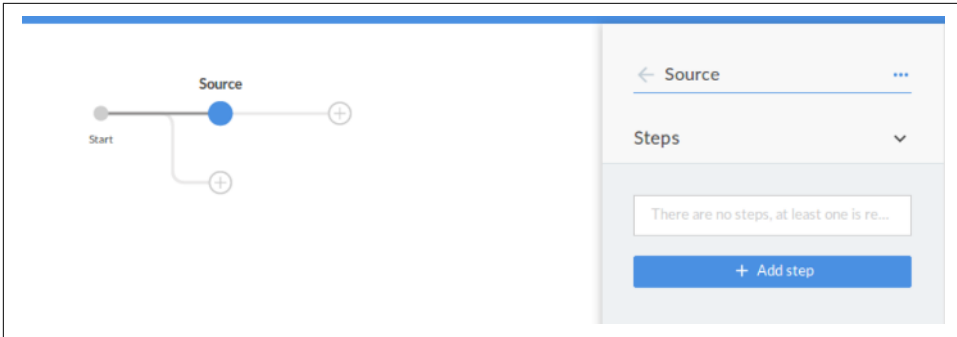 Source
Start
Source
Steps
There are no steps, at least one is re...
Add step